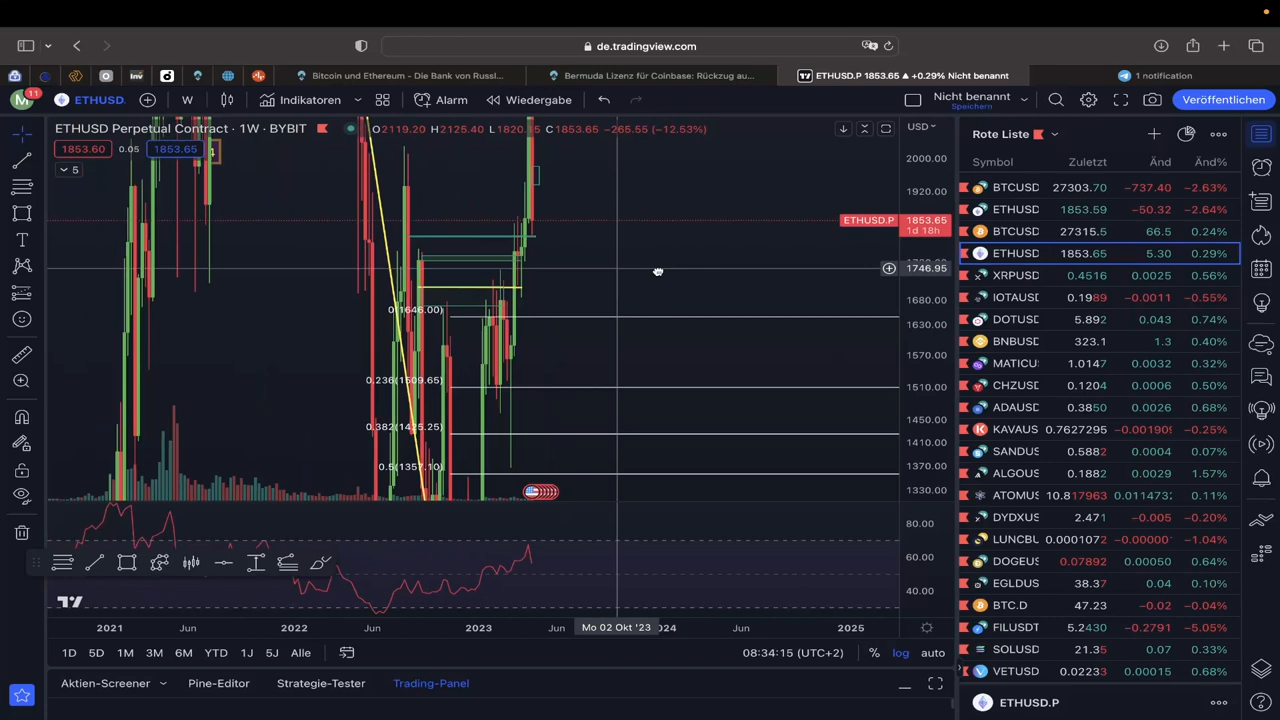 de.tradingview.com
Bitcoin und Ethereum - Die Bank von Russl...
Bermuda Lizenz für Coinbase: Rückzug au...
ETHUSD.P 1853.65 ▲ +0.29% Nicht benannt
1 notification
M 11
ETHUSD.
W
Indikatoren
Alarm
Wiedergabe
Nicht benannt
Speichern
Veröffentlichen
ETHUSD Perpetual Contract · 1W · BYBIT
O2119.20 H2125.40 L1820.15 C1853.65 −265.55 (−12.53%)
USD
1853.60
0.05
1853.65
5
2000.00
1920.00
ETHUSD.P
1853.65
1d 18h
1746.95
1680.00
1630.00
1570.00
1510.00
1450.00
1410.00
1370.00
1330.00
0(1646.00)
0.236(1509.65)
0.382(1425.25)
0.5(1357.10)
80.00
60.00
40.00
2021
Jun
2022
Jun
2023
Jun
Mo 02 Okt '23
024
Jun
2025
1D 5D 1M 3M 6M YTD 1J 5J Alle
08:34:15 (UTC+2)
%
log
auto
Aktien-Screener
Pine-Editor
Strategie-Tester
Trading-Panel
Rote Liste
Symbol Zuletzt Änd Änd%
BTCUSD 27303.70 −737.40 −2.63%
ETHUSD 1853.59 −50.32 −2.64%
BTCUSD 27315.5 66.5 0.24%
ETHUSD 1853.65 5.30 0.29%
XRPUSD 0.4516 0.0025 0.56%
IOTAUSD 0.1989 −0.0011 −0.55%
DOTUSD 5.892 0.043 0.74%
BNBUSD 323.1 1.3 0.40%
MATICU 1.0147 0.0032 0.32%
CHZUSD 0.1204 0.0006 0.50%
ADAUSD 0.3850 0.0026 0.68%
KAVAUS 0.7627295 −0.001909 −0.25%
SANDUS 0.5882 0.0004 0.07%
ALGOUS 0.1882 0.0029 1.57%
ATOMUS 10.817963 0.0114732 0.11%
DYDXUS 2.471 −0.005 −0.20%
LUNCBU 0.0001072 −0.00000 −1.04%
DOGEUS 0.07892 0.00050 0.64%
EGLDUS 38.37 0.04 0.10%
BTC.D 47.23 −0.02 −0.04%
FILUSDT 5.2430 −0.2791 −5.05%
SOLUSD 21.35 0.07 0.33%
VETUSD 0.02233 0.00015 0.68%
ETHUSD.P